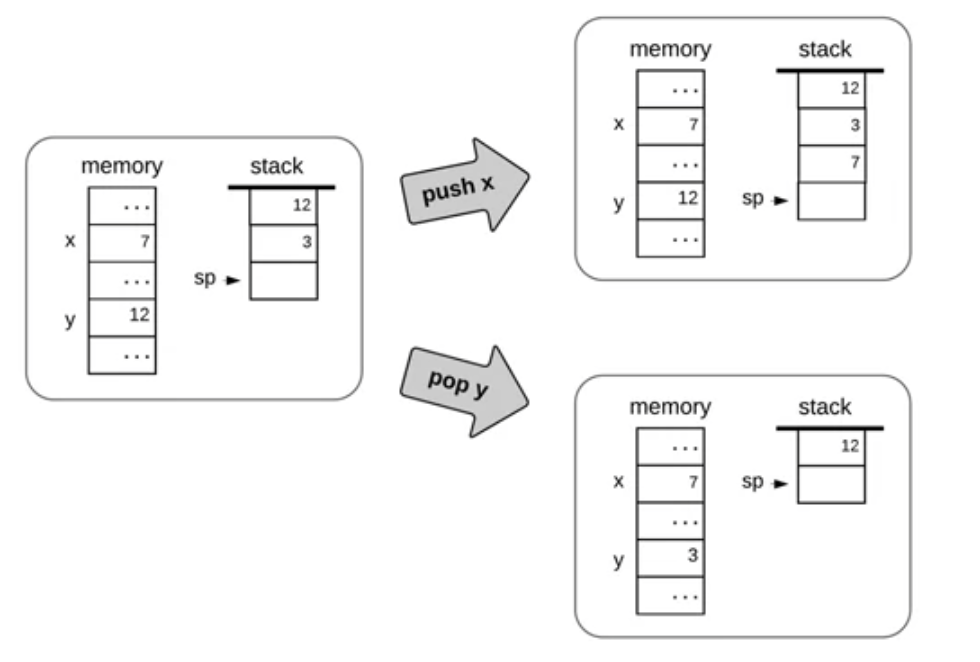 memory stack
...
12
x 7
3
...
sp
y 12
...
push x
memory stack
...
12
x 7
3
...
7
y 12
sp
...
pop y
memory stack
...
12
x 7
sp
...
y 3
...